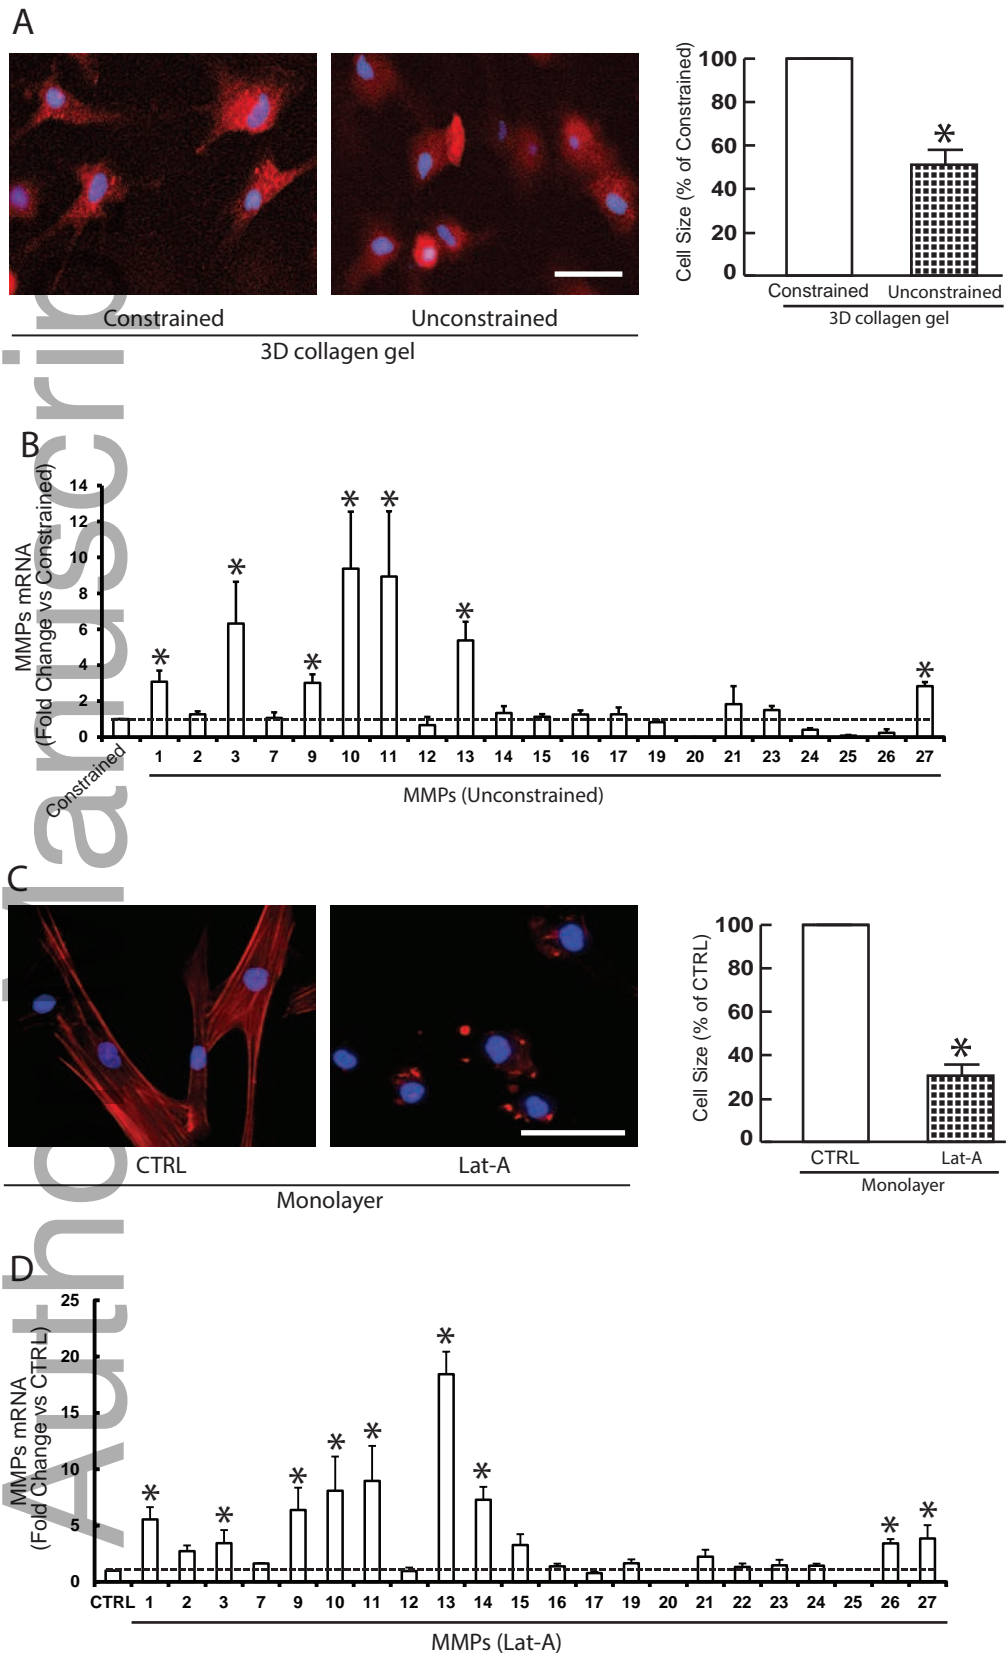 A
Cell Size (% of Constrained)
100
80
60
40
20
0
*
Constrained Unconstrained
3D collagen gel
Constrained Unconstrained
3D collagen gel
B
MMPs mRNA
(Fold Change vs Constrained)
14
12
10
8
6
4
2
0
* * * * * * *
Constrained 1 2 3 7 9 10 11 12 13 14 15 16 17 19 20 21 23 24 25 26 27
MMPs (Unconstrained)
C
Cell Size (% of CTRL)
100
80
60
40
20
0
*
CTRL Lat-A
Monolayer
CTRL Lat-A
Monolayer
D
MMPs mRNA
(Fold Change vs CTRL)
25
20
15
10
5
0
* * * * * * * * *
CTRL 1 2 3 7 9 10 11 12 13 14 15 16 17 19 20 21 22 23 24 25 26 27
MMPs (Lat-A)
Author Manuscrip